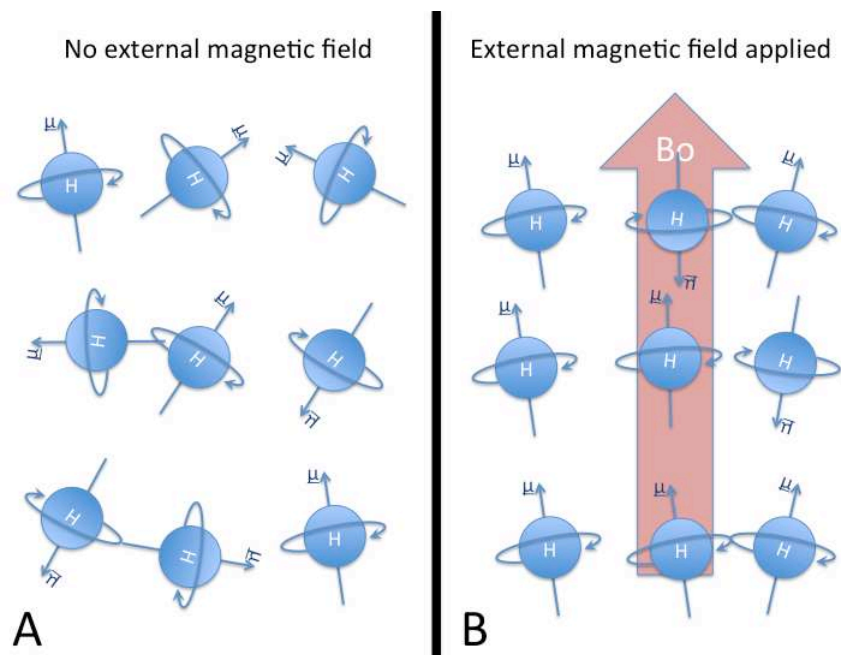 No external magnetic field
External magnetic field applied
μ
H
μ
H
μ
H
μ
H
μ
H
μ
H
μ
H
μ
H
μ
H
A
Bo
μ
H
μ
H
μ
H
μ
H
μ
H
μ
H
μ
H
μ
H
μ
H
B